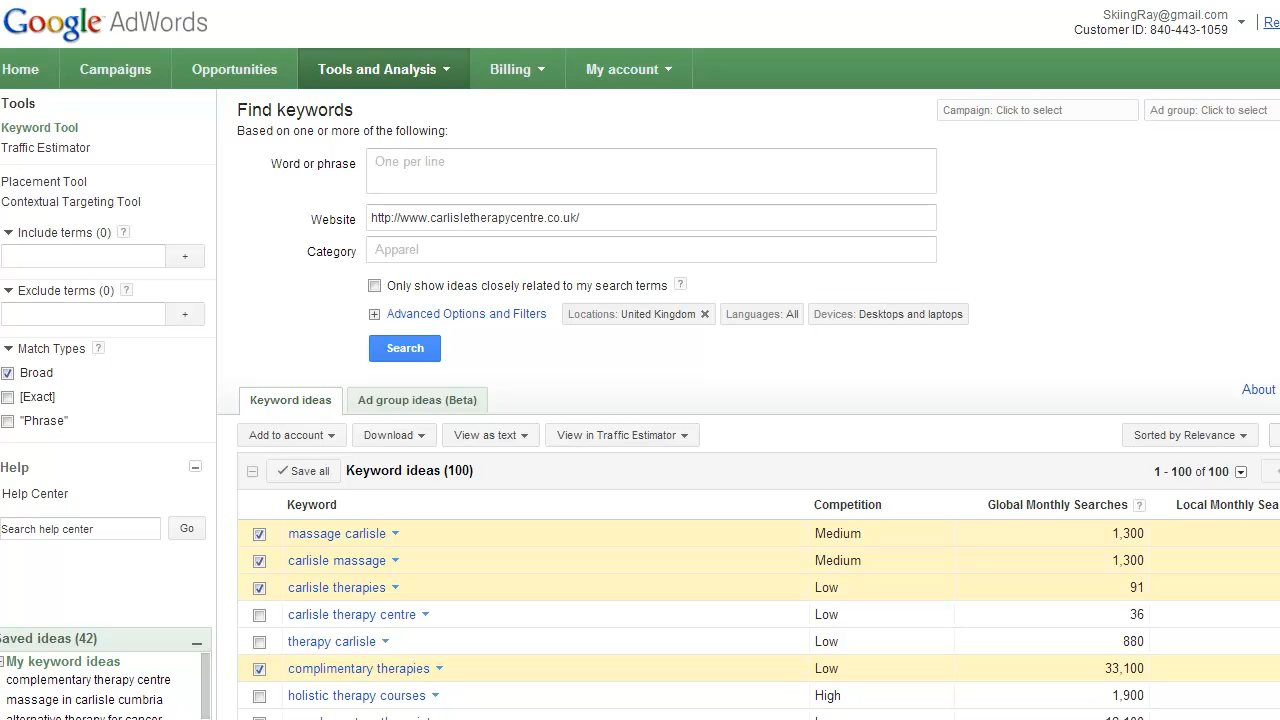 Google AdWords
SkiingRay@gmail.com
Customer ID: 840-443-1059
Re
Home
Campaigns
Opportunities
Tools and Analysis
Billing
My account
Tools
Keyword Tool
Traffic Estimator
Placement Tool
Contextual Targeting Tool
Include terms (0) ?
+
Exclude terms (0) ?
+
Match Types ?
Broad
[Exact]
"Phrase"
Help
Help Center
Search help center
Go
Saved ideas (42)
My keyword ideas
complementary therapy centre
massage in carlisle cumbria
alternative therapy for cancer
Find keywords
Campaign: Click to select
Ad group: Click to select
Based on one or more of the following:
Word or phrase
One per line
Website
http://www.carlisletherapycentre.co.uk/
Category
Apparel
Only show ideas closely related to my search terms ?
Advanced Options and Filters
Locations: United Kingdom
Languages: All
Devices: Desktops and laptops
Search
Keyword ideas
Ad group ideas (Beta)
About
Add to account
Download
View as text
View in Traffic Estimator
Sorted by Relevance
Save all
Keyword ideas (100)
1 - 100 of 100
Keyword Competition Global Monthly Searches ? Local Monthly Sea
massage carlisle Medium 1,300
carlisle massage Medium 1,300
carlisle therapies Low 91
carlisle therapy centre Low 36
therapy carlisle Low 880
complimentary therapies Low 33,100
holistic therapy courses High 1,900